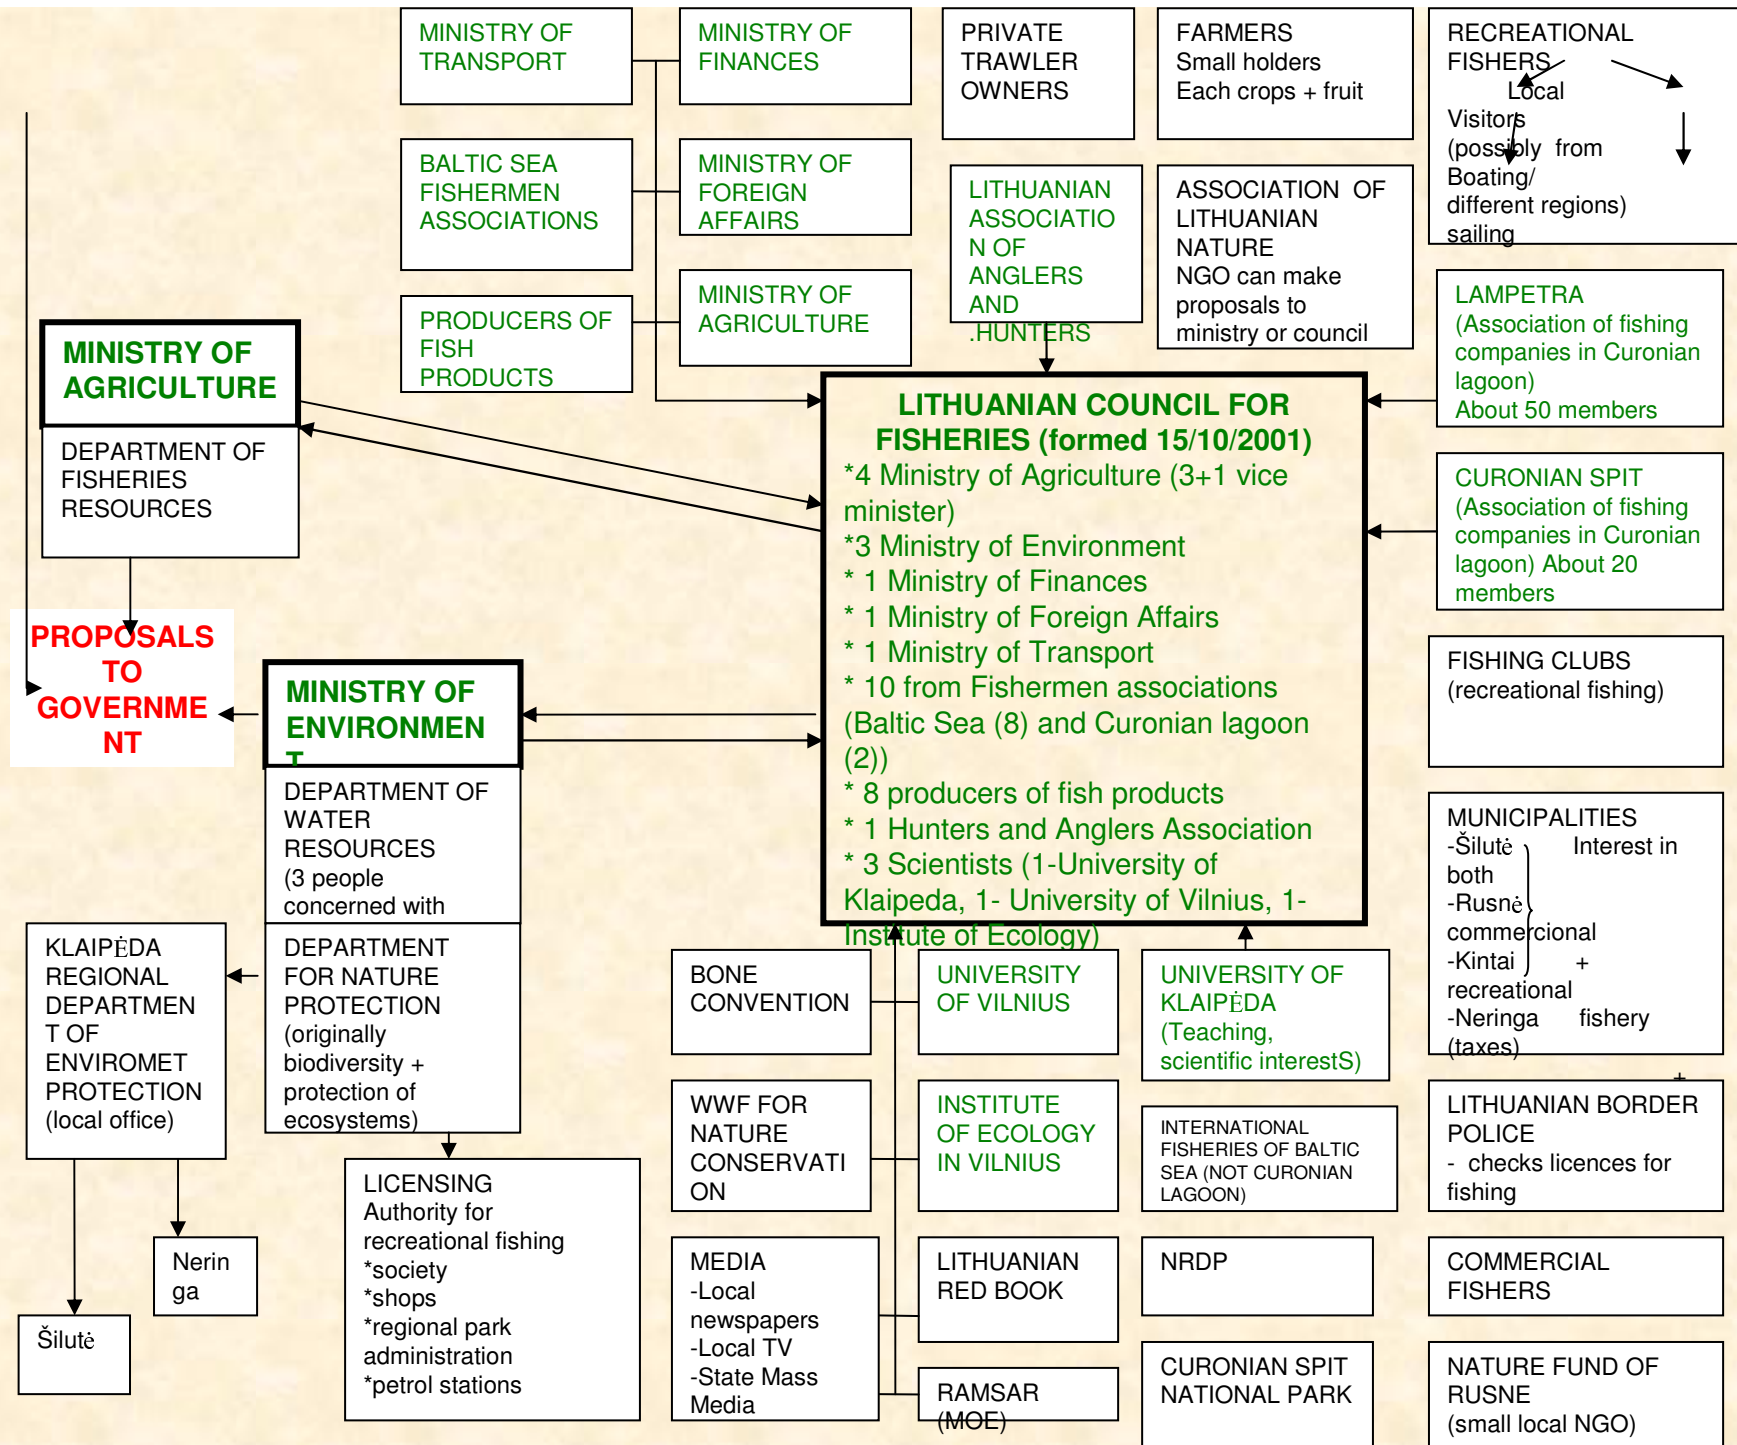 MINISTRY OF
TRANSPORT
MINISTRY OF
FINANCES
PRIVATE
TRAWLER
OWNERS
FARMERS
Small holders
Each crops + fruit
RECREATIONAL
FISHERS
Local
Visitors
(possibly from
Boating/
different regions)
sailing
BALTIC SEA
FISHERMEN
ASSOCIATIONS
MINISTRY OF
FOREIGN
AFFAIRS
LITHUANIAN
ASSOCIATIO
N OF
ANGLERS
AND
.HUNTERS
ASSOCIATION OF
LITHUANIAN
NATURE
NGO can make
proposals to
ministry or council
PRODUCERS OF
FISH
PRODUCTS
MINISTRY OF
AGRICULTURE
LAMPETRA
(Association of fishing
companies in Curonian
lagoon)
About 50 members
MINISTRY OF
AGRICULTURE
DEPARTMENT OF
FISHERIES
RESOURCES
LITHUANIAN COUNCIL FOR
FISHERIES (formed 15/10/2001)
*4 Ministry of Agriculture (3+1 vice
minister)
*3 Ministry of Environment
* 1 Ministry of Finances
* 1 Ministry of Foreign Affairs
* 1 Ministry of Transport
* 10 from Fishermen associations
(Baltic Sea (8) and Curonian lagoon
(2))
* 8 producers of fish products
* 1 Hunters and Anglers Association
* 3 Scientists (1-University of
Klaipeda, 1- University of Vilnius, 1-
Institute of Ecology)
CURONIAN SPIT
(Association of fishing
companies in Curonian
lagoon) About 20
members
PROPOSALS
TO
GOVERNME
NT
MINISTRY OF
ENVIRONMEN
T
DEPARTMENT OF
WATER
RESOURCES
(3 people
concerned with
FISHING CLUBS
(recreational fishing)
MUNICIPALITIES
-Šilutė Interest in
both
-Rusnė
commercional
-Kintai +
recreational
-Neringa fishery
(taxes)
+
KLAIPĖDA
REGIONAL
DEPARTMEN
T OF
ENVIROMET
PROTECTION
(local office)
DEPARTMENT
FOR NATURE
PROTECTION
(originally
biodiversity +
protection of
ecosystems)
BONE
CONVENTION
UNIVERSITY
OF VILNIUS
UNIVERSITY OF
KLAIPĖDA
(Teaching,
scientific interestS)
WWF FOR
NATURE
CONSERVATI
ON
INSTITUTE
OF ECOLOGY
IN VILNIUS
INTERNATIONAL
FISHERIES OF BALTIC
SEA (NOT CURONIAN
LAGOON)
LITHUANIAN BORDER
POLICE
- checks licences for
fishing
LICENSING
Authority for
recreational fishing
*society
*shops
*regional park
administration
*petrol stations
Nerin
ga
Šilutė
MEDIA
-Local
newspapers
-Local TV
-State Mass
Media
LITHUANIAN
RED BOOK
NRDP
COMMERCIAL
FISHERS
RAMSAR
(MOE)
CURONIAN SPIT
NATIONAL PARK
NATURE FUND OF
RUSNE
(small local NGO)